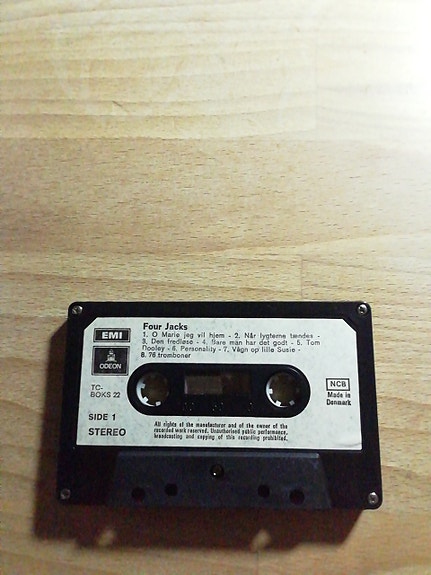 Four Jacks
EMI
1. O Marie jeg vil hjem - 2. Når lygterne tændes -
3. Den fredløse - 4. Bare man har det godt - 5. Tom
Dooley - 6. Personality - 7. Vågn op lille Susie -
8. 76 tromboner
ODEON
TC-
BOKS 22
NCB
Made in
Denmark
SIDE 1
STEREO
All rights of the manufacturer and of the owner of the
recorded work reserved. Unauthorised public performance,
broadcasting and copying of this recording prohibited.